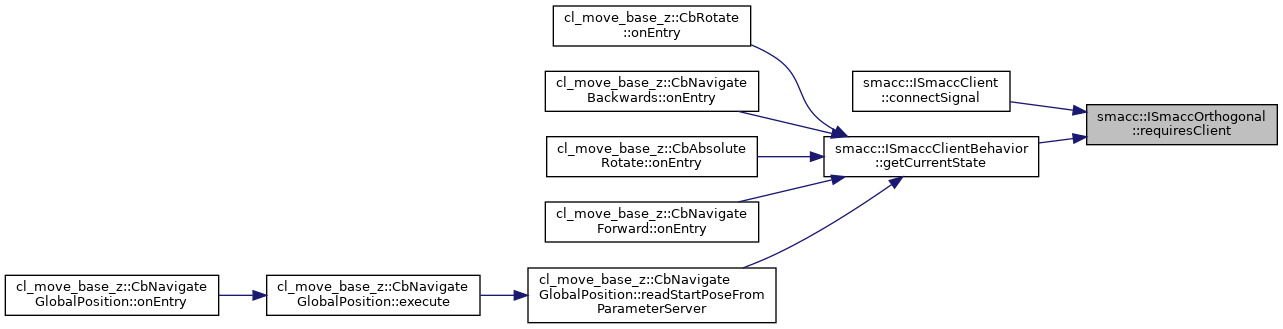 cl_move_base_z::CbRotate
::onEntry
cl_move_base_z::CbNavigate
Backwards::onEntry
smacc::ISmaccClient
::connectSignal
smacc::ISmaccOrthogonal
::requiresClient
cl_move_base_z::CbAbsolute
Rotate::onEntry
smacc::ISmaccClientBehavior
::getCurrentState
cl_move_base_z::CbNavigate
Forward::onEntry
cl_move_base_z::CbNavigate
GlobalPosition::onEntry
cl_move_base_z::CbNavigate
GlobalPosition::execute
cl_move_base_z::CbNavigate
GlobalPosition::readStartPoseFrom
ParameterServer